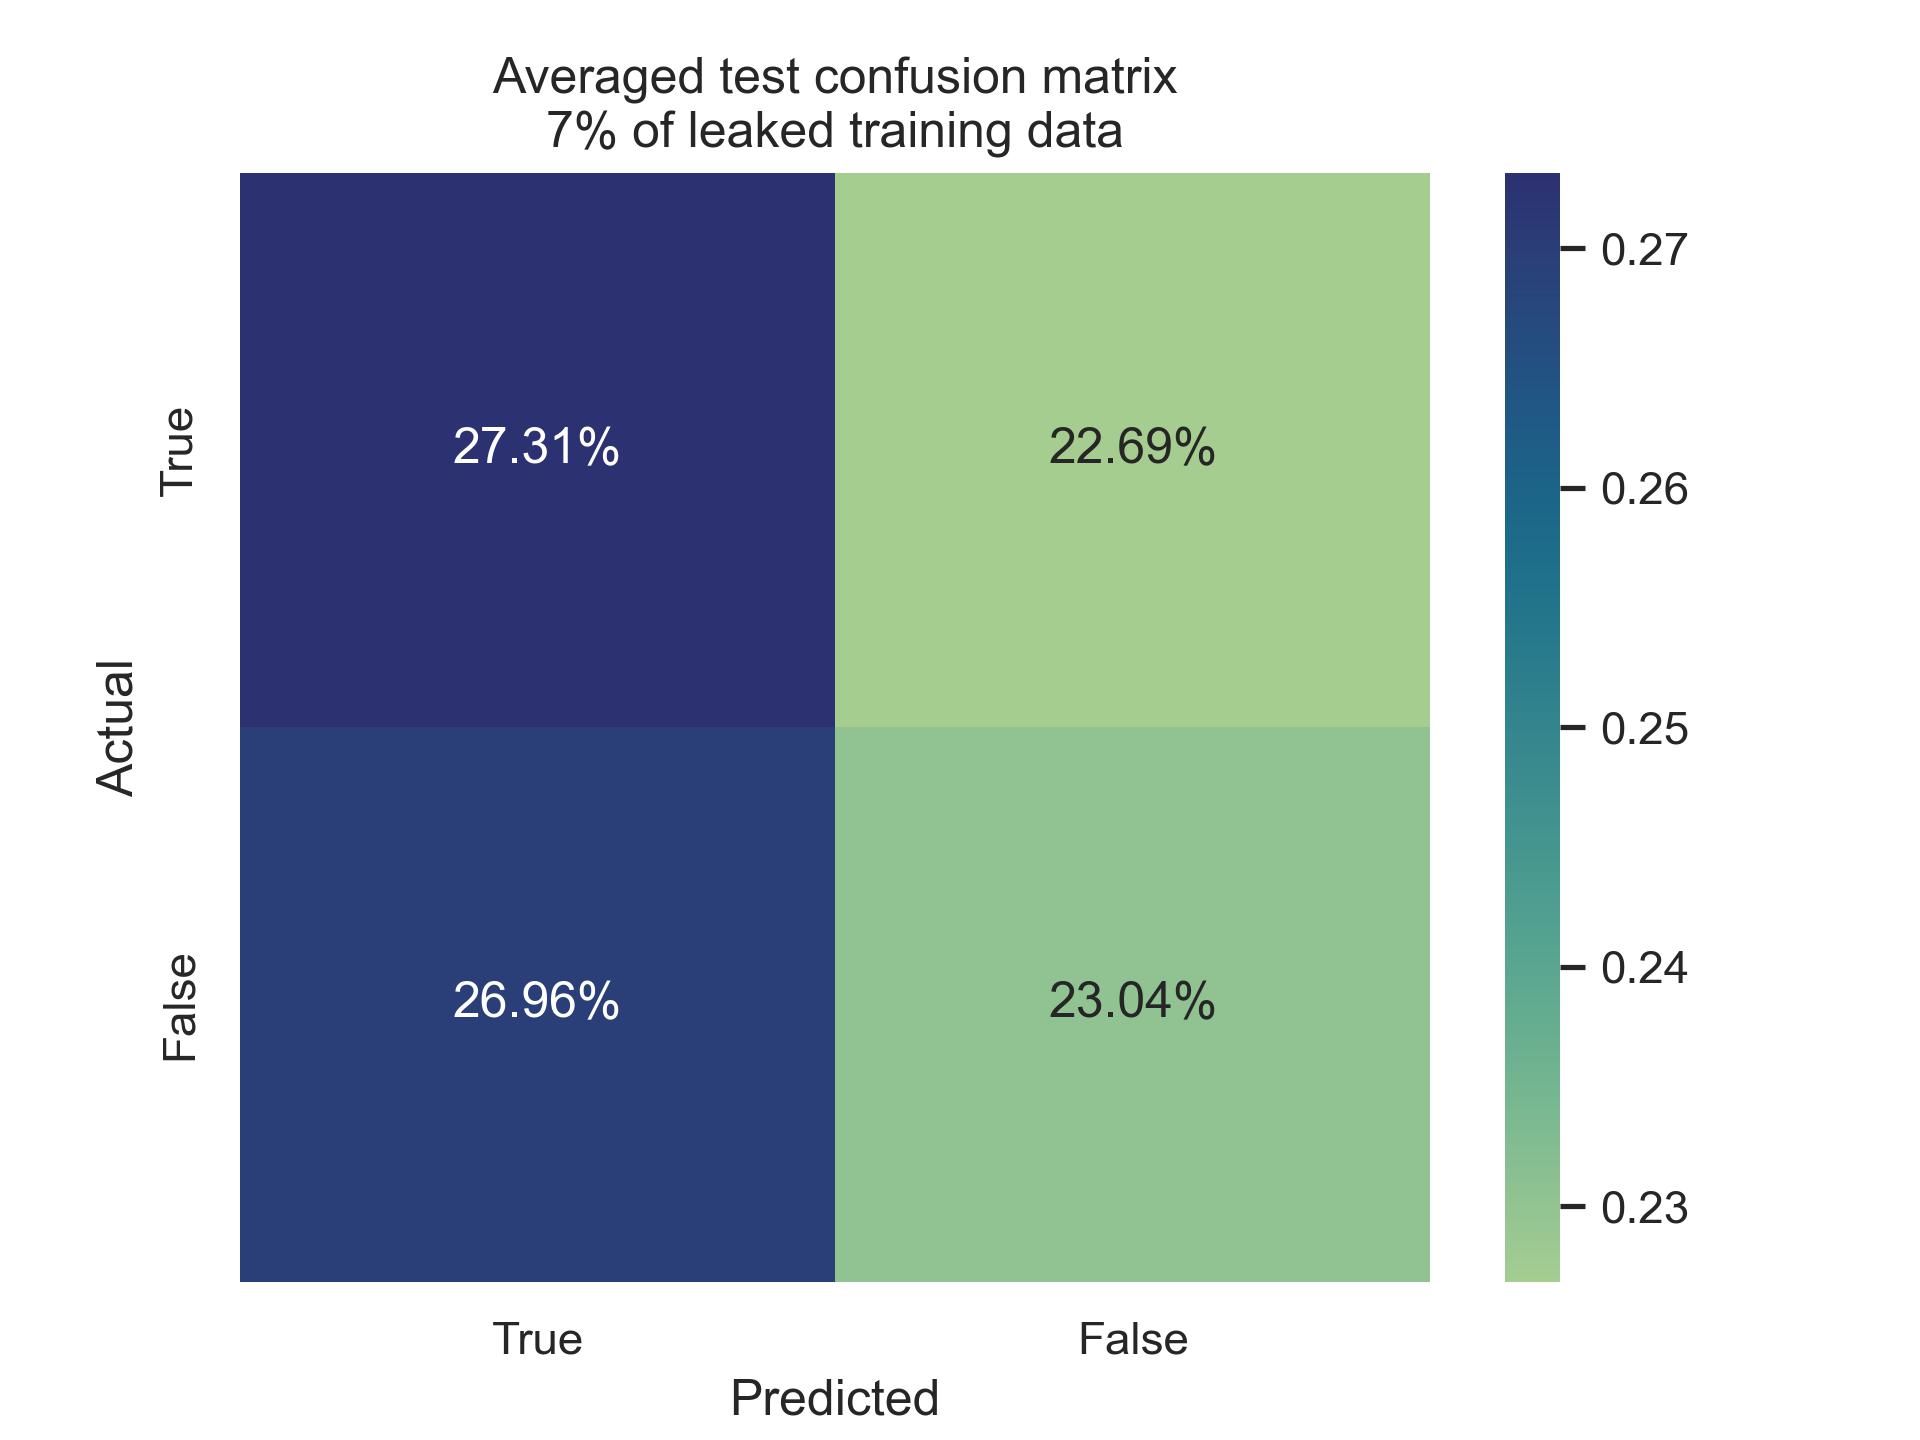 Averaged test confusion matrix
7% of leaked training data
Actual
True
False
27.31%
22.69%
26.96%
23.04%
True
False
Predicted
0.27
0.26
0.25
0.24
0.23